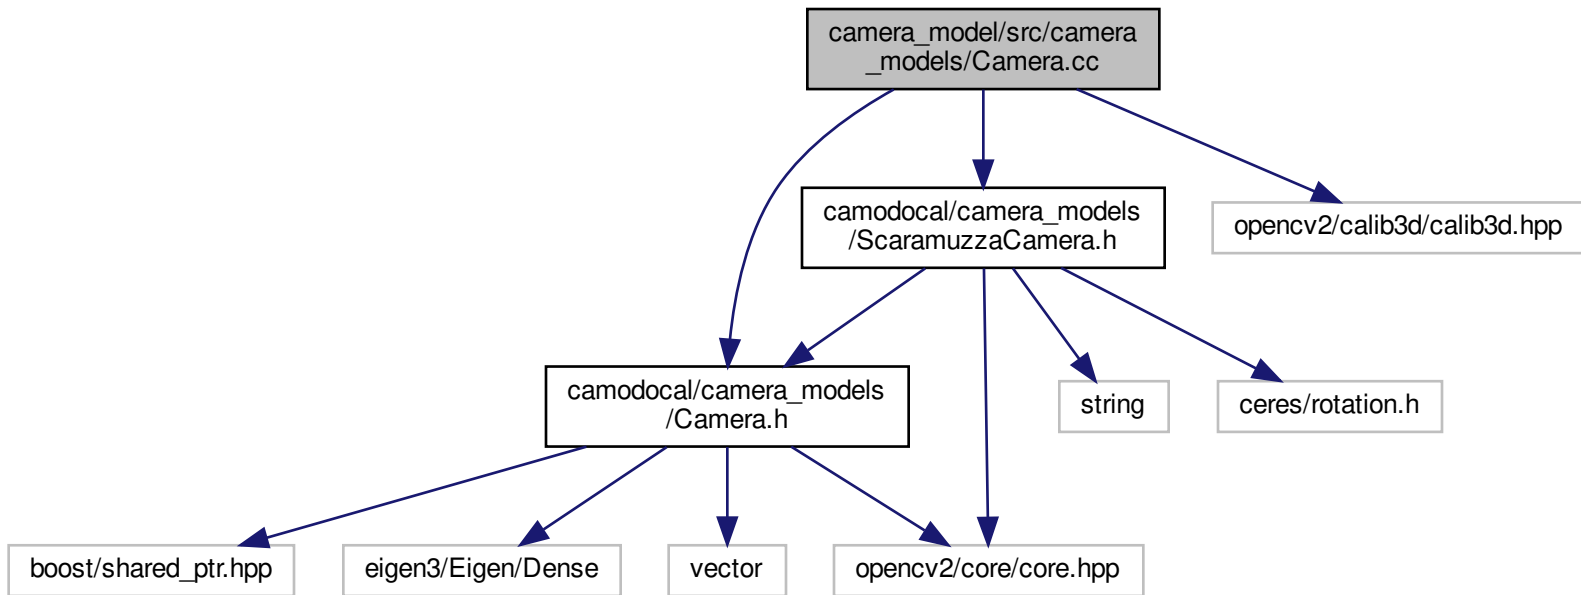 camera_model/src/camera
_models/Camera.cc
camodocal/camera_models
/ScaramuzzaCamera.h
opencv2/calib3d/calib3d.hpp
camodocal/camera_models
/Camera.h
string
ceres/rotation.h
boost/shared_ptr.hpp
eigen3/Eigen/Dense
vector
opencv2/core/core.hpp